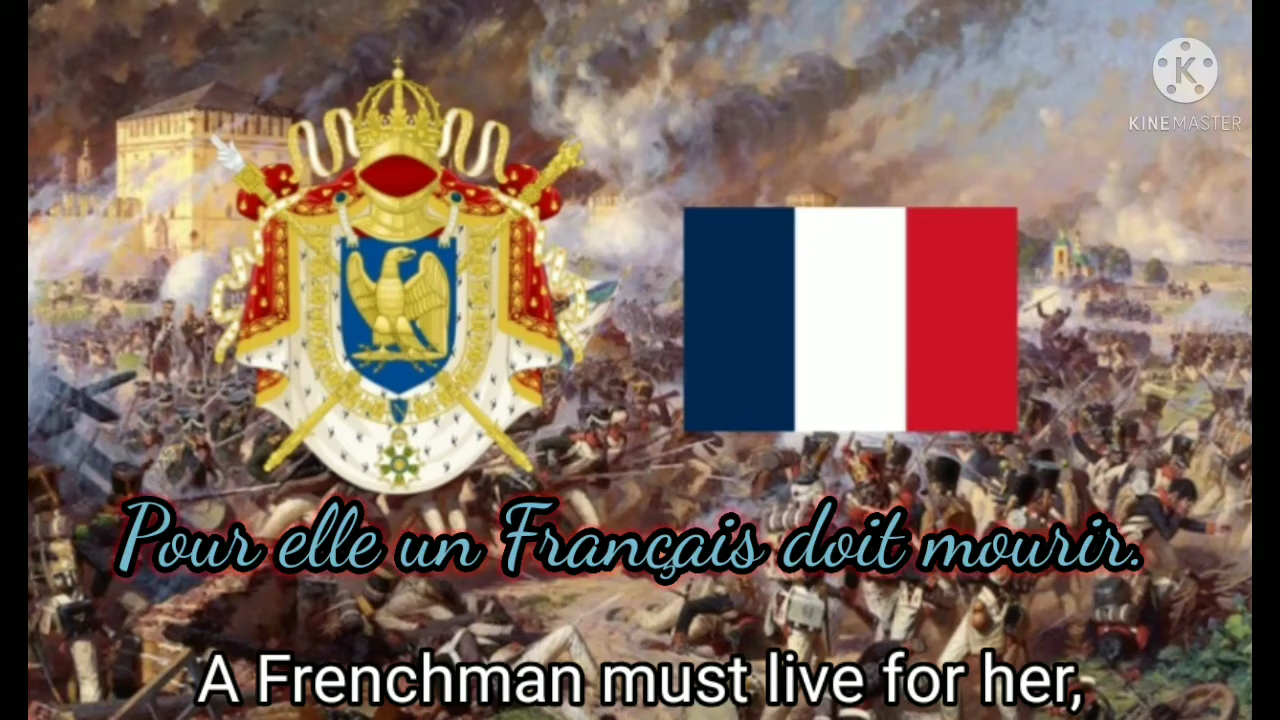 K
KINEMASTER
Pour elle un Français doit mourir.
A Frenchman must live for her,